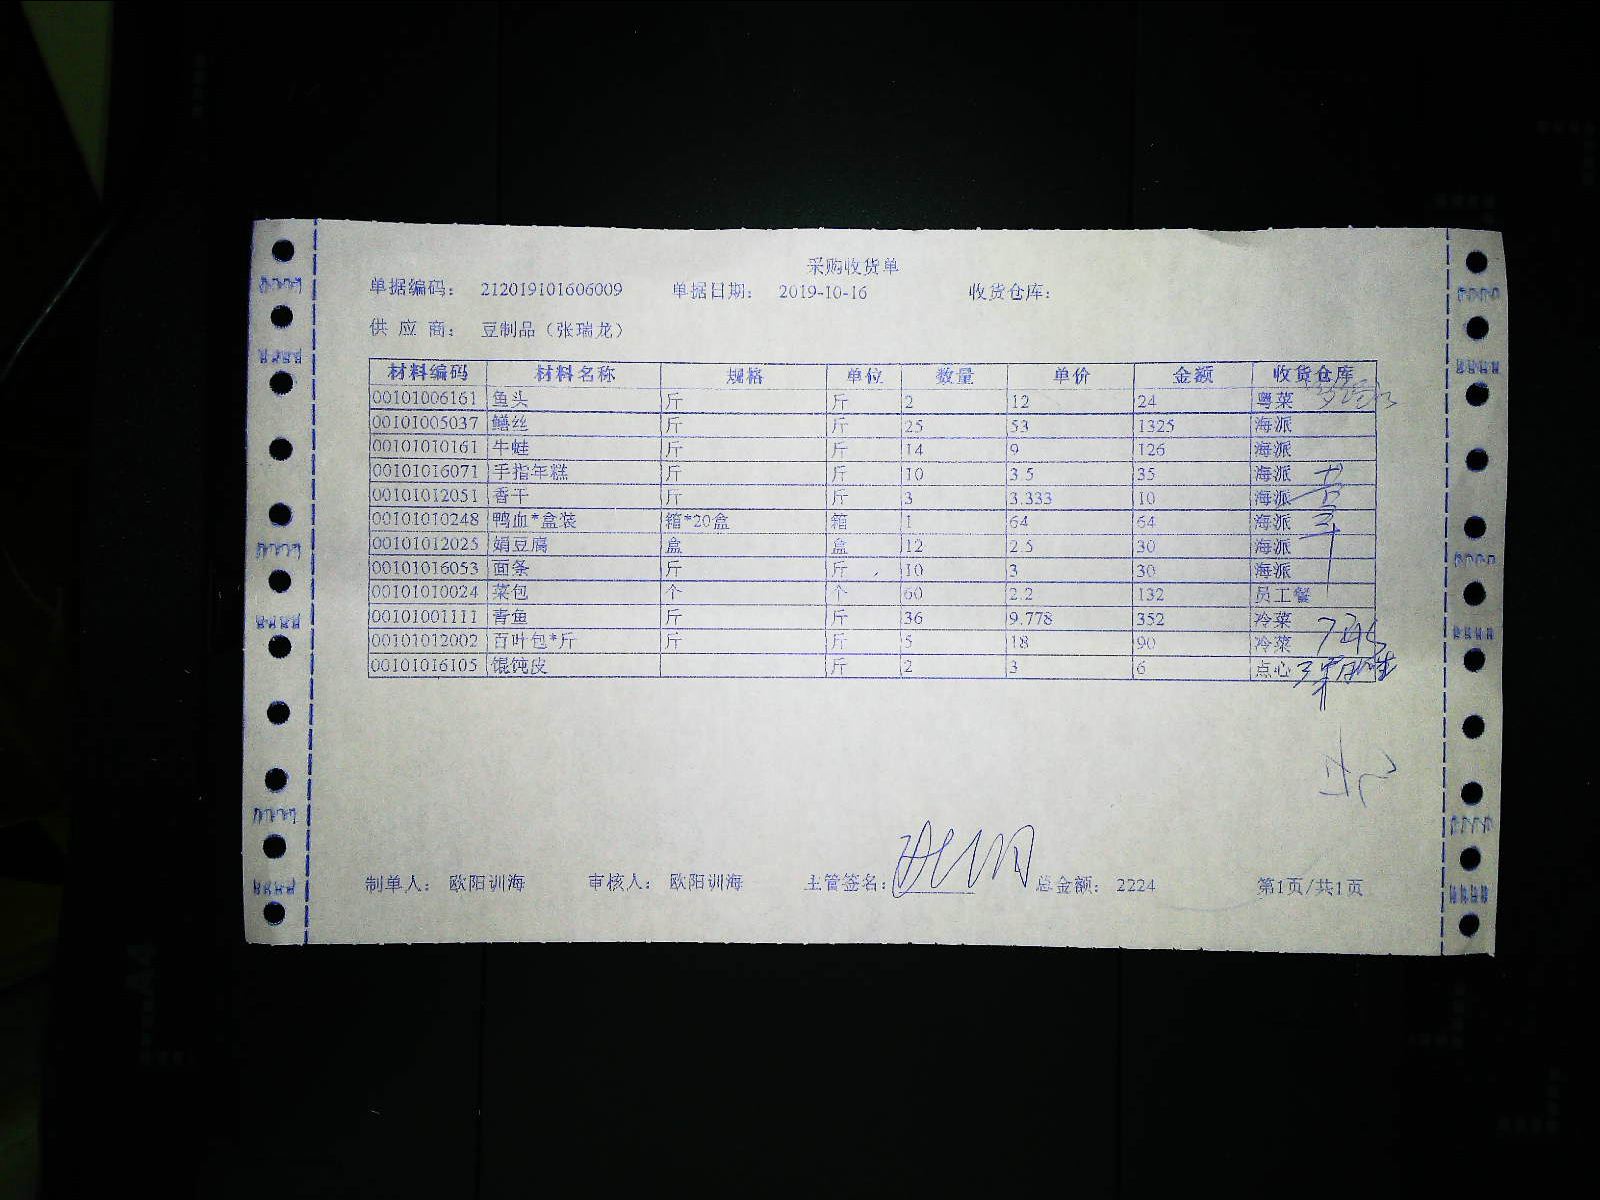 采购收货单
单据编码： 212019101606009 单据日期： 2019-10-16 收货仓库：
供应商： 豆制品（张瑞龙）
材料编码 材料名称 规格 单位 数量 单价 金额 收货仓库
00101006161 鱼头 斤 斤 2 12 24 粤菜
00101005037 鳝丝 斤 斤 25 53 1325 海派
00101010161 牛蛙 斤 斤 14 9 126 海派
00101016071 手指年糕 斤 斤 10 3.5 35 海派
00101012051 香干 斤 斤 3 3.333 10 海派
00101010248 鸭血*盒装 箱*20盒 箱 1 64 64 海派
00101012025 娟豆腐 盒 盒 12 2.5 30 海派
00101016053 面条 斤 斤 10 3 30 海派
00101010024 菜包 个 个 60 2.2 132 员工餐
00101001111 青鱼 斤 斤 36 9.778 352 冷菜
00101012002 百叶包*斤 斤 斤 5 18 90 冷菜
00101016105 馄饨皮 斤 2 3 6 点心
制单人： 欧阳训海 审核人： 欧阳训海 主管签名： 总金额： 2224 第1页/共1页